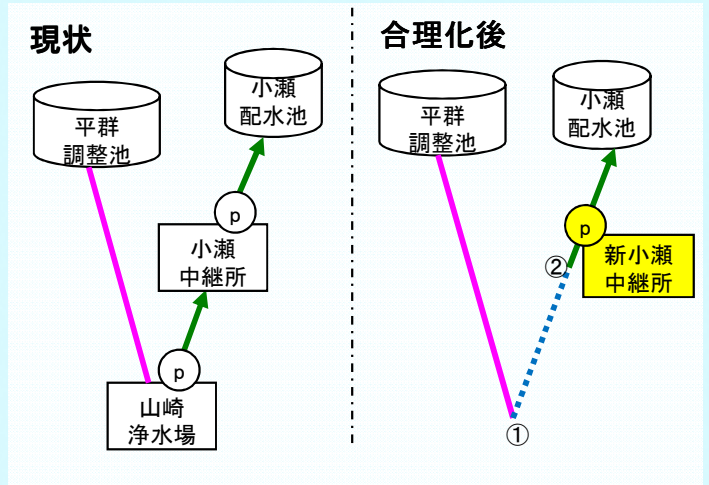 現状
平群
調整池
小瀬
配水池
p
小瀬
中継所
p
山崎
浄水場
合理化後
平群
調整池
小瀬
配水池
p
新小瀬
中継所
②
①